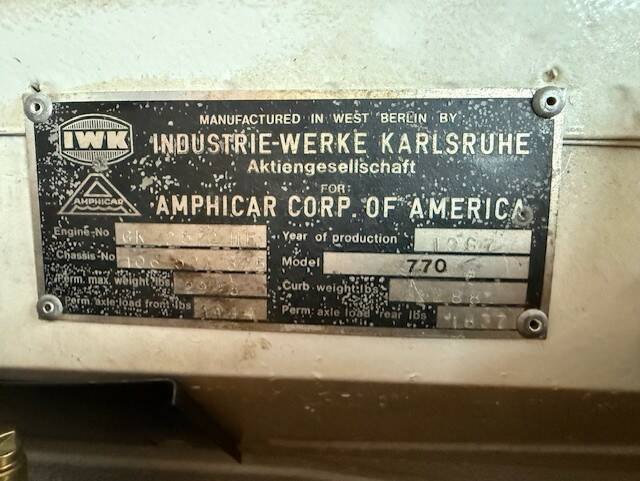 IWK
MANUFACTURED IN WEST BERLIN BY
INDUSTRIE-WERKE KARLSRUHE
Aktiengesellschaft
FOR
AMPHICAR
AMPHICAR CORP. OF AMERICA
Engine-No
Year of production 1967
Chassis-No
Model 770
Perm. max. weight lbs
Curb weight lbs
Perm. axle load front lbs
Perm. axle load rear lbs 1837